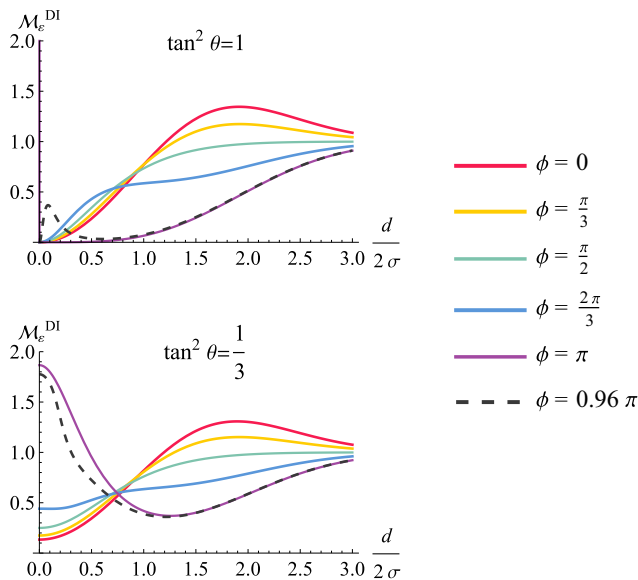 ℳ_ε^DI
tan² θ=1
2.0
1.5
1.0
0.5
0.0 0.5 1.0 1.5 2.0 2.5 3.0
d
2 σ
ℳ_ε^DI
tan² θ=1/3
2.0
1.5
1.0
0.5
0.0 0.5 1.0 1.5 2.0 2.5 3.0
d
2 σ
ϕ = 0
ϕ = π/3
ϕ = π/2
ϕ = 2 π/3
ϕ = π
ϕ = 0.96 π